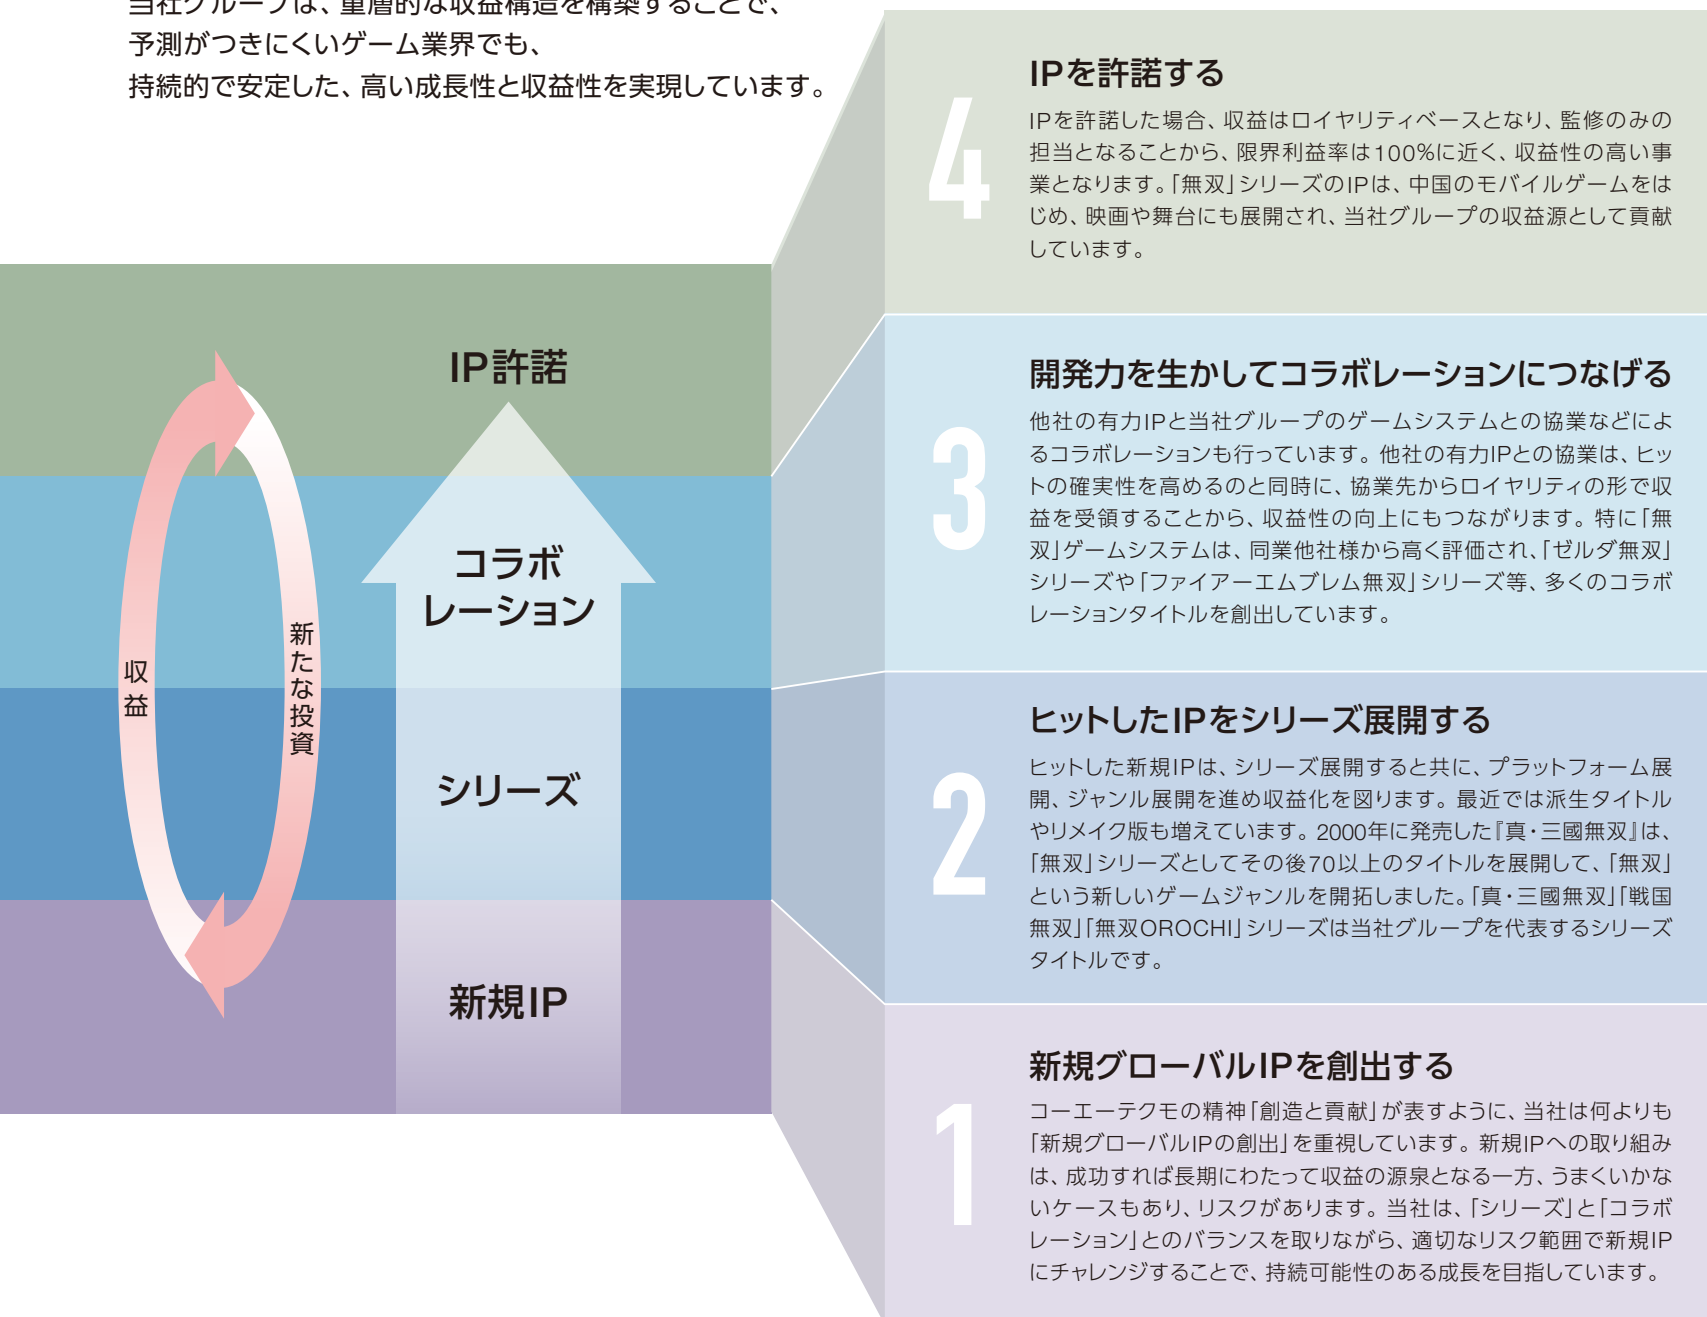 当社グループは、重層的な収益構造を構築することで、
予測がつきにくいゲーム業界でも、
持続的で安定した、高い成長性と収益性を実現しています。
IP許諾
コラボ
レーション
シリーズ
新規IP
収益
新たな投資
4
IPを許諾する
IPを許諾した場合、収益はロイヤリティベースとなり、監修のみの
担当となることから、限界利益率は100%に近く、収益性の高い事
業となります。「無双」シリーズのIPは、中国のモバイルゲームをは
じめ、映画や舞台にも展開され、当社グループの収益源として貢献
しています。
3
開発力を生かしてコラボレーションにつなげる
他社の有力IPと当社グループのゲームシステムとの協業などによ
るコラボレーションも行っています。他社の有力IPとの協業は、ヒッ
トの確実性を高めるのと同時に、協業先からロイヤリティの形で収
益を受領することから、収益性の向上にもつながります。特に「無
双」ゲームシステムは、同業他社様から高く評価され、「ゼルダ無双」
シリーズや「ファイアーエムブレム無双」シリーズ等、多くのコラボ
レーションタイトルを創出しています。
2
ヒットしたIPをシリーズ展開する
ヒットした新規IPは、シリーズ展開すると共に、プラットフォーム展
開、ジャンル展開を進め収益化を図ります。最近では派生タイトル
やリメイク版も増えています。2000年に発売した『真・三國無双』は、
「無双」シリーズとしてその後70以上のタイトルを展開して、「無双」
という新しいゲームジャンルを開拓しました。「真・三國無双」「戦国
無双」「無双OROCHI」シリーズは当社グループを代表するシリーズ
タイトルです。
1
新規グローバルIPを創出する
コーエーテクモの精神「創造と貢献」が表すように、当社は何よりも
「新規グローバルIPの創出」を重視しています。新規IPへの取り組み
は、成功すれば長期にわたって収益の源泉となる一方、うまくいかな
いケースもあり、リスクがあります。当社は、「シリーズ」と「コラボ
レーション」とのバランスを取りながら、適切なリスク範囲で新規IP
にチャレンジすることで、持続可能性のある成長を目指しています。